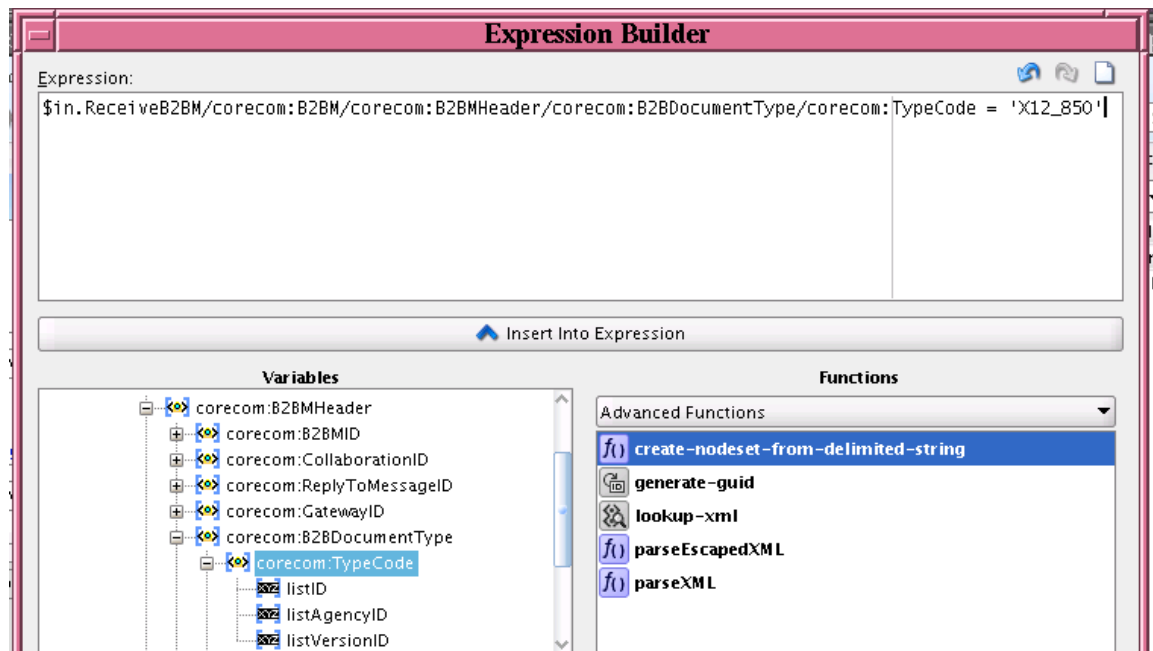 Expression Builder
Expression:
$in.ReceiveB2BM/corecom:B2BM/corecom:B2BMHeader/corecom:B2BDocumentType/corecom:TypeCode = 'X12_850'
Insert Into Expression
Variables
corecom:B2BMHeader
corecom:B2BMID
corecom:CollaborationID
corecom:ReplyToMessageID
corecom:GatewayID
corecom:B2BDocumentType
corecom:TypeCode
listID
listAgencyID
listVersionID
Functions
Advanced Functions
create-nodeset-from-delimited-string
generate-guid
lookup-xml
parseEscapedXML
parseXML